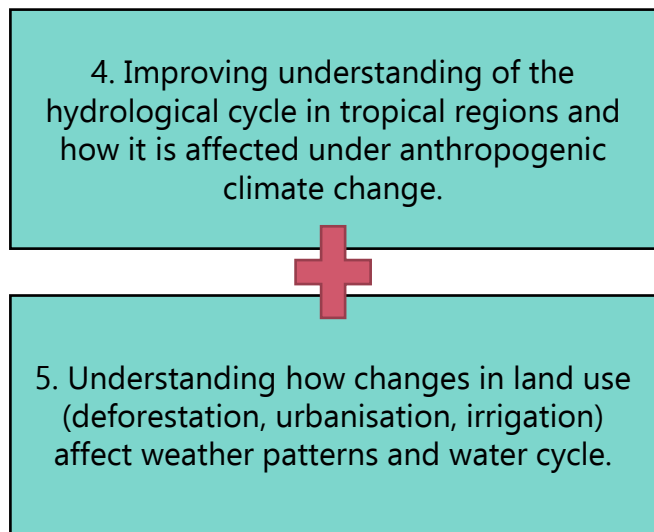 4. Improving understanding of the
hydrological cycle in tropical regions and
how it is affected under anthropogenic
climate change.
5. Understanding how changes in land use
(deforestation, urbanisation, irrigation)
affect weather patterns and water cycle.